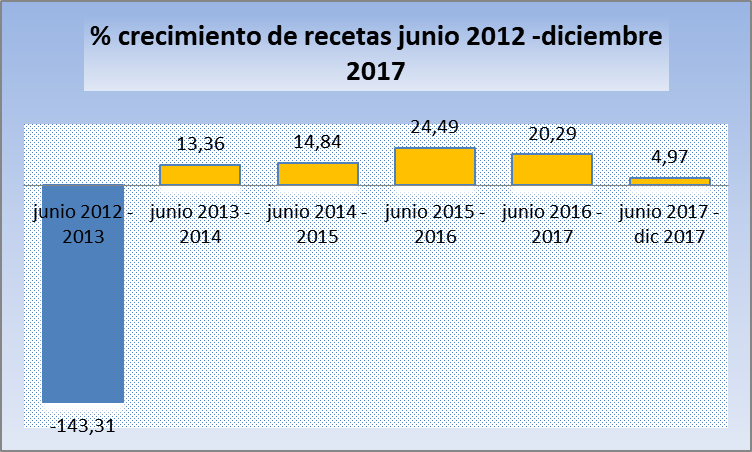 % crecimiento de recetas junio 2012 -diciembre
2017
13,36
14,84
24,49
20,29
4,97
junio 2012 -
2013
junio 2013 -
2014
junio 2014 -
2015
junio 2015 -
2016
junio 2016 -
2017
junio 2017 -
dic 2017
-143,31